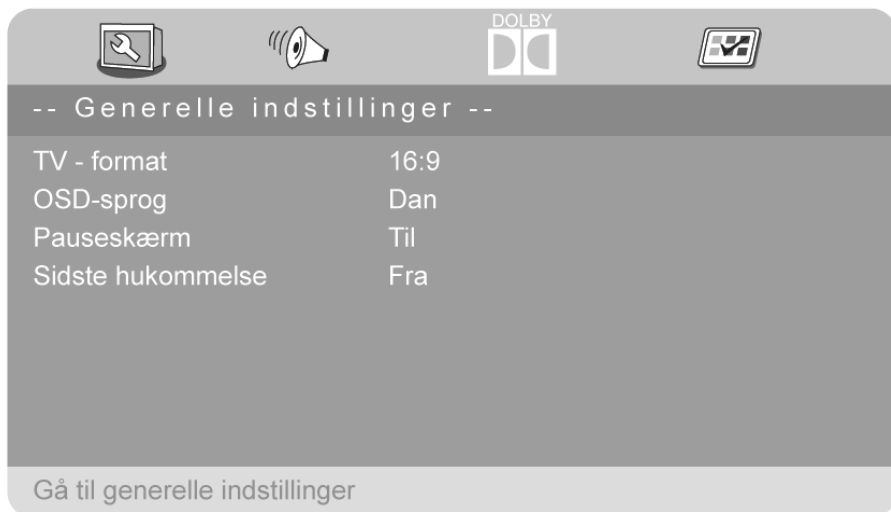 DOLBY
-- Generelle indstillinger --
TV - format 16:9
OSD-sprog Dan
Pauseskærm Til
Sidste hukommelse Fra
Gå til generelle indstillinger